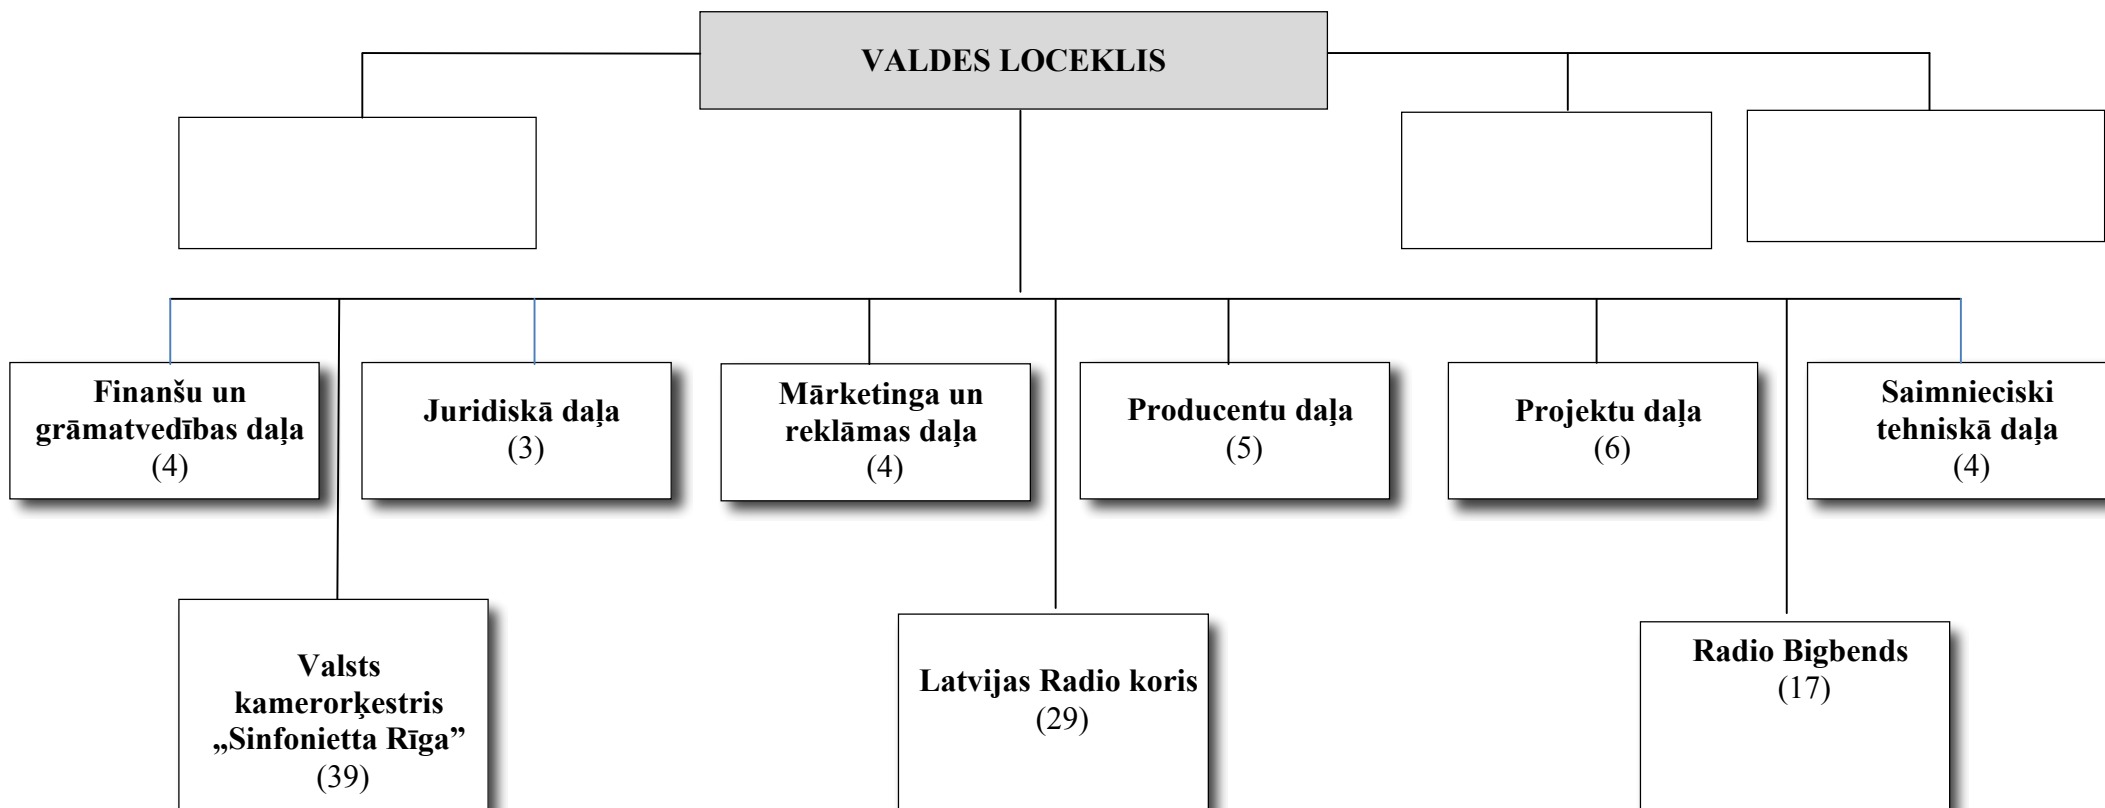 VALDES LOCEKLIS
Finanšu un
grāmatvedības daļa
(4)
Juridiskā daļa
(3)
Mārketinga un
reklāmas daļa
(4)
Producentu daļa
(5)
Projektu daļa
(6)
Saimnieciski
tehniskā daļa
(4)
Valsts
kamerorķestris
„Sinfonietta Rīga”
(39)
Latvijas Radio koris
(29)
Radio Bigbends
(17)